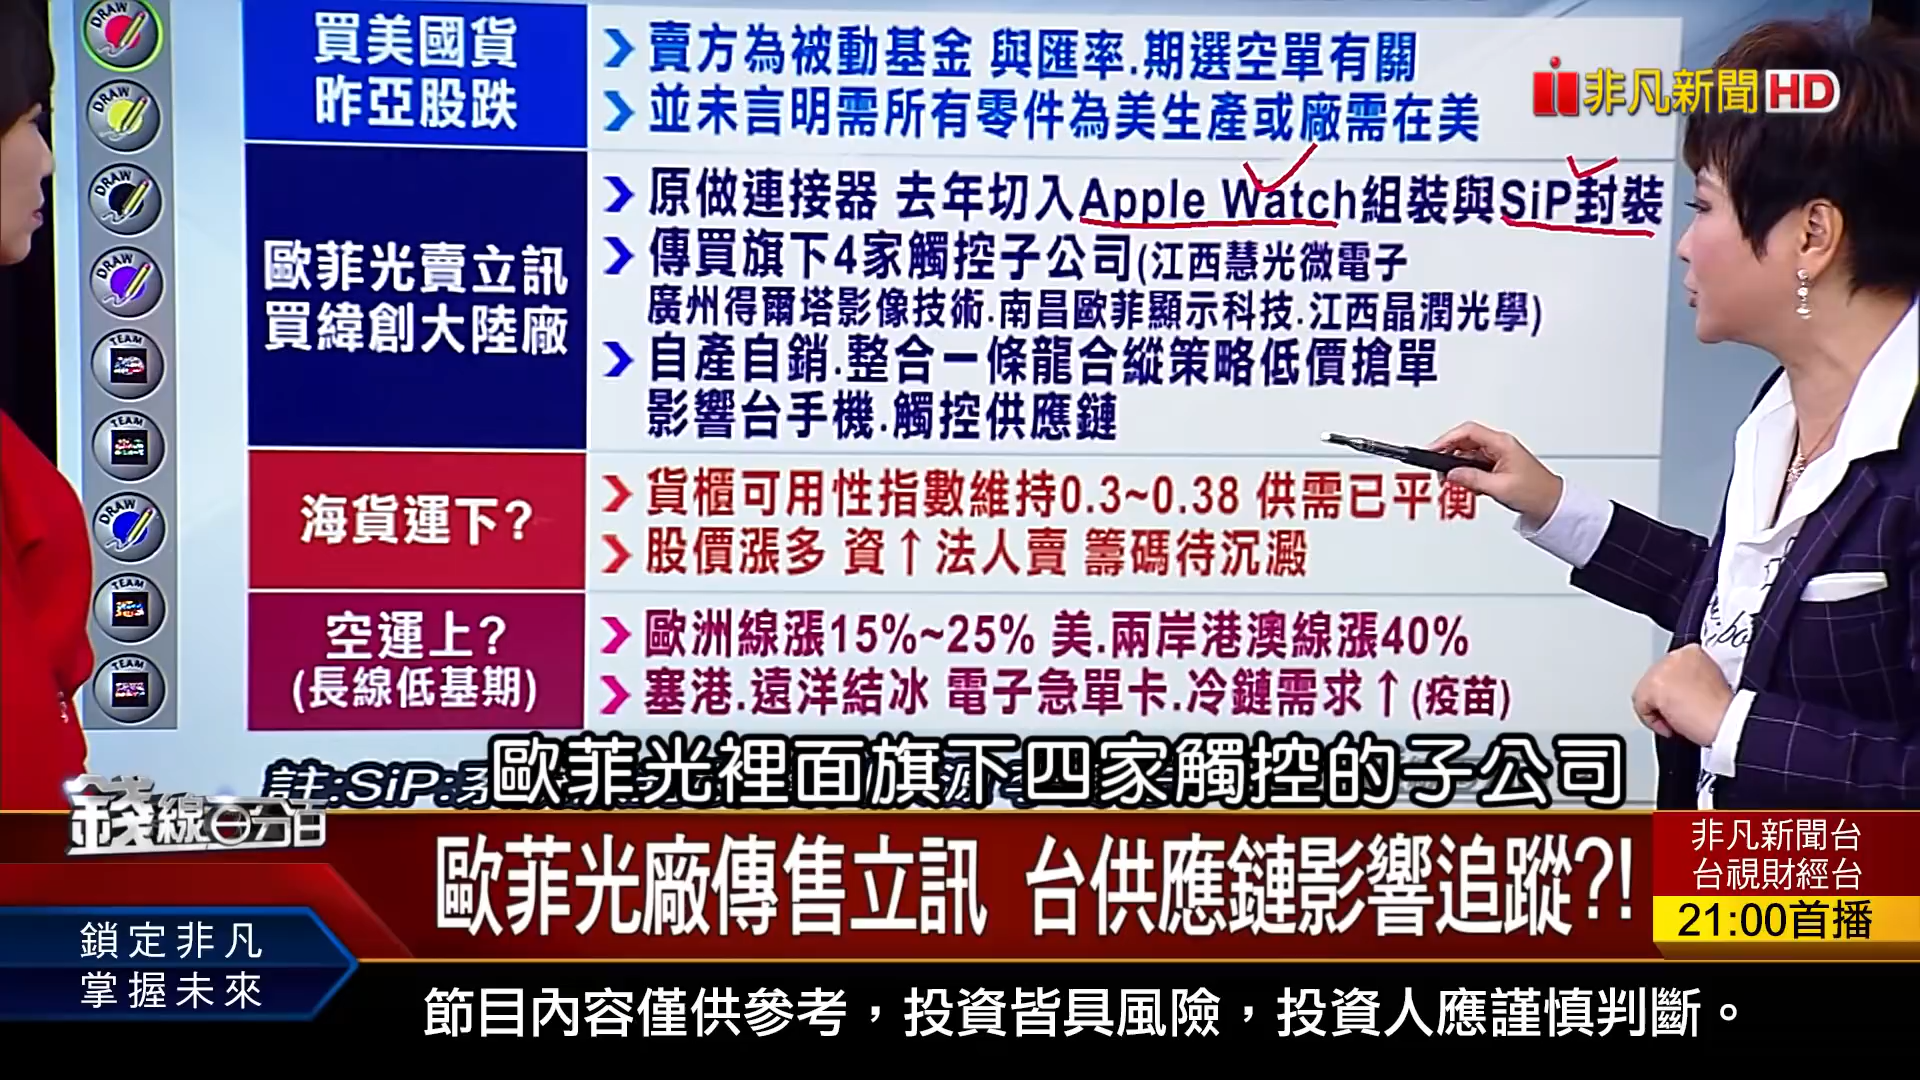 買美國貨
昨亞股跌
賣方為被動基金 與匯率.期選空單有關
並未言明需所有零件為美生產或廠需在美
非凡新聞HD
歐菲光賣立訊
買緯創大陸廠
原做連接器 去年切入Apple Watch組裝與SiP封裝
傳買旗下4家觸控子公司(江西慧光微電子
廣州得爾塔影像技術.南昌歐菲顯示科技.江西晶潤光學)
自產自銷.整合一條龍合縱策略低價搶單
影響台手機.觸控供應鏈
海貨運下?
貨櫃可用性指數維持0.3~0.38 供需已平衡
股價漲多 資↑法人賣 籌碼待沉澱
空運上?
(長線低基期)
歐洲線漲15%~25% 美.兩岸港澳線漲40%
塞港.遠洋結冰 電子急單卡.冷鏈需求↑(疫苗)
DRAW
DRAW
DRAW
DRAW
TEAM
TEAM
DRAW
TEAM
TEAM
註:SiP:系
歐菲光裡面旗下四家觸控的子公司
錢線百分百
歐菲光廠傳售立訊 台供應鏈影響追蹤?!
非凡新聞台
台視財經台
21:00首播
鎖定非凡
掌握未來
節目內容僅供參考，投資皆具風險，投資人應謹慎判斷。